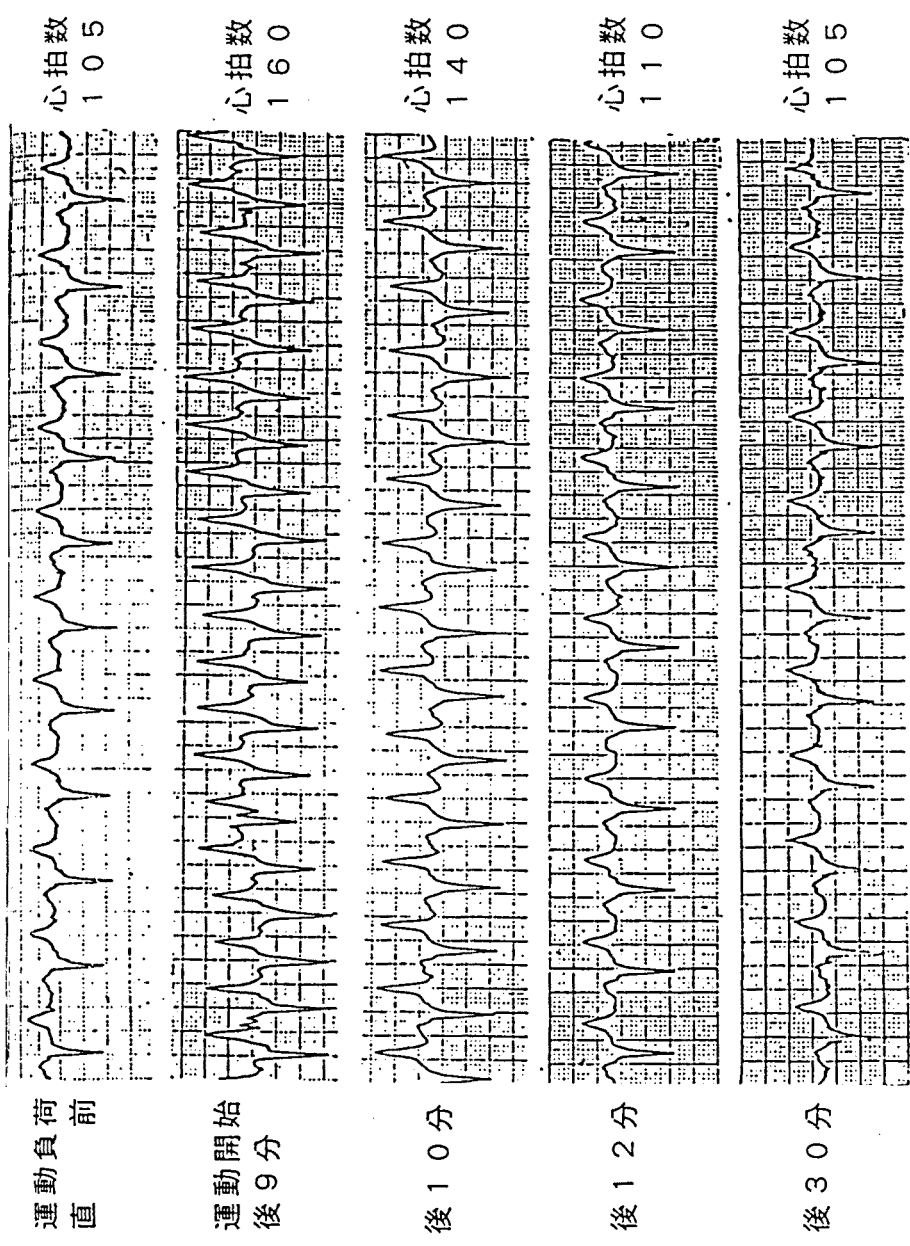 運動負荷
直　　前
心拍数
１０５
運動開始
後９分
心拍数
１６０
後１０分
心拍数
１４０
後１２分
心拍数
１１０
後３０分
心拍数
１０５